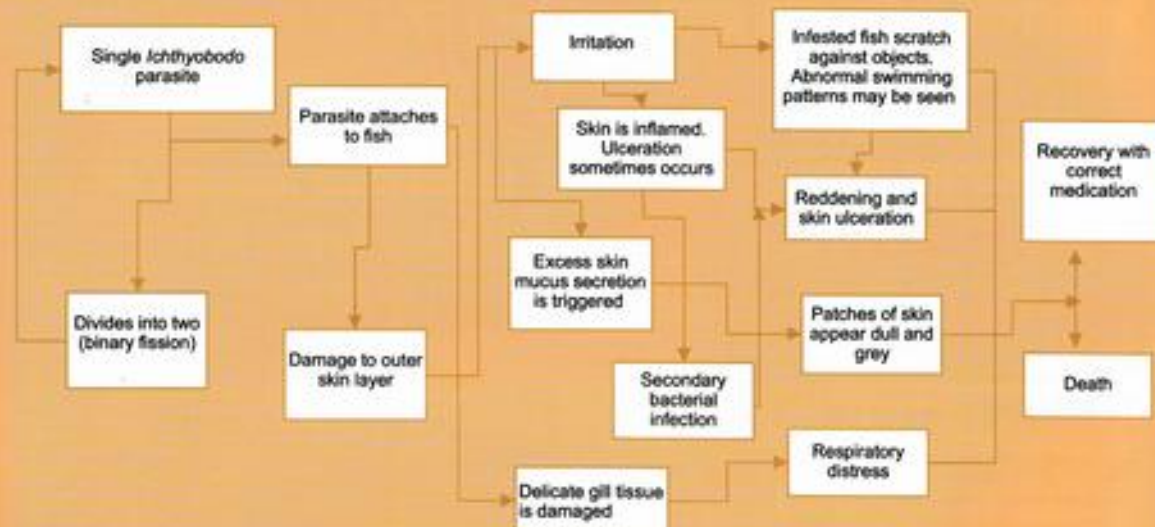 Single Ichthyobodo
parasite
Parasite attaches
to fish
Divides into two
(binary fission)
Damage to outer
skin layer
Irritation
Infested fish scratch
against objects.
Abnormal swimming
patterns may be seen
Skin is inflamed.
Ulceration
sometimes occurs
Reddening and
skin ulceration
Excess skin
mucus secretion
is triggered
Patches of skin
appear dull and
grey
Secondary
bacterial
infection
Delicate gill tissue
is damaged
Respiratory
distress
Recovery with
correct
medication
Death